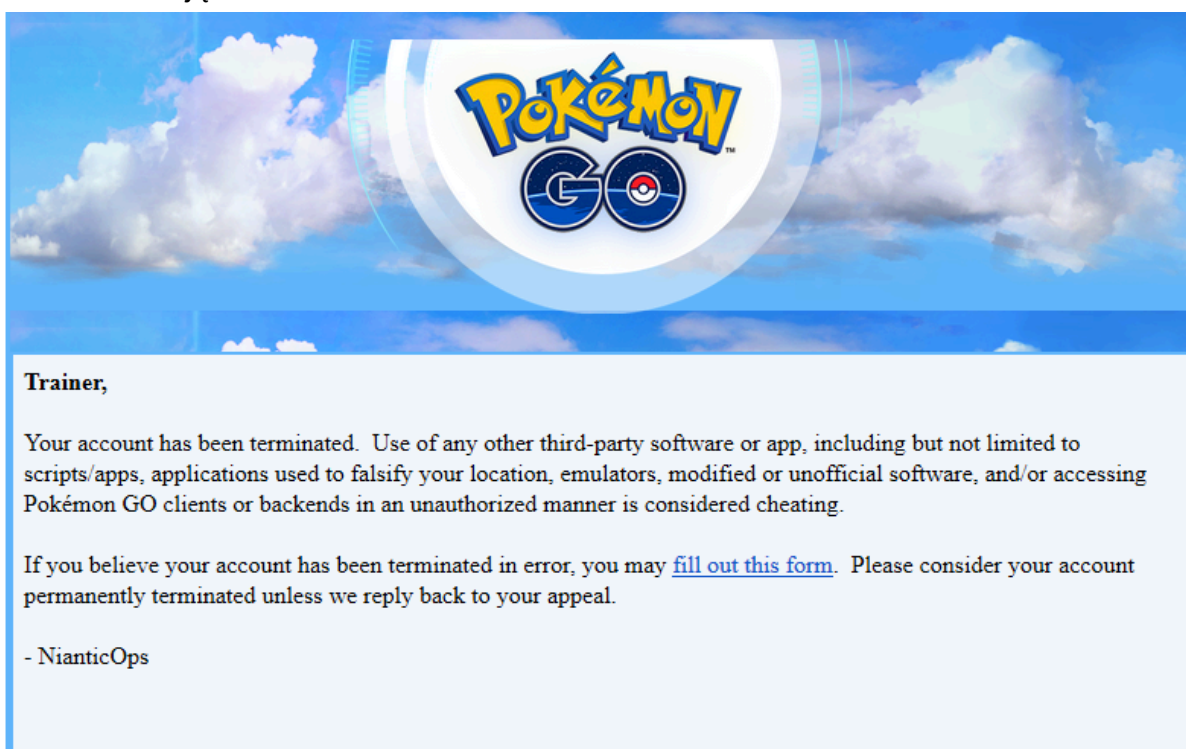 POKéMON
™
GO
Trainer,
Your account has been terminated.  Use of any other third-party software or app, including but not limited to
scripts/apps, applications used to falsify your location, emulators, modified or unofficial software, and/or accessing
Pokémon GO clients or backends in an unauthorized manner is considered cheating.
If you believe your account has been terminated in error, you may fill out this form.  Please consider your account
permanently terminated unless we reply back to your appeal.
- NianticOps